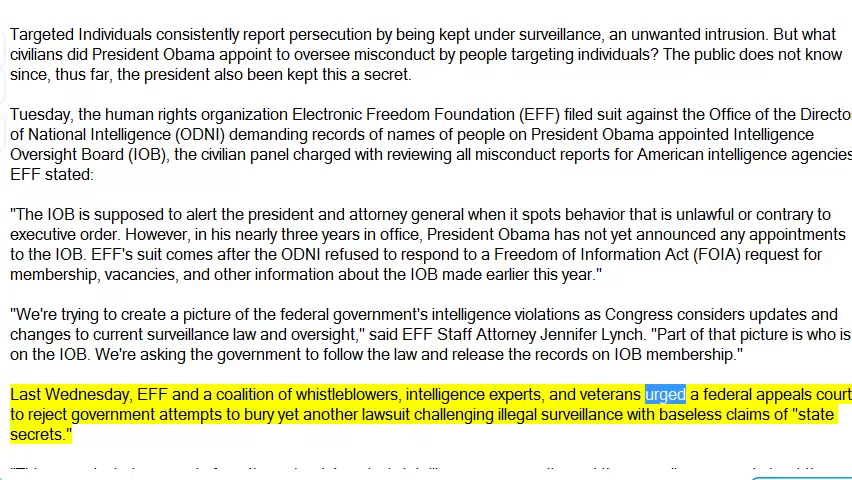 Targeted Individuals consistently report persecution by being kept under surveillance, an unwanted intrusion. But what
civilians did President Obama appoint to oversee misconduct by people targeting individuals? The public does not know
since, thus far, the president also been kept this a secret.
Tuesday, the human rights organization Electronic Freedom Foundation (EFF) filed suit against the Office of the Directo
of National Intelligence (ODNI) demanding records of names of people on President Obama appointed Intelligence
Oversight Board (IOB), the civilian panel charged with reviewing all misconduct reports for American intelligence agencies
EFF stated:
"The IOB is supposed to alert the president and attorney general when it spots behavior that is unlawful or contrary to
executive order. However, in his nearly three years in office, President Obama has not yet announced any appointments
to the IOB. EFF's suit comes after the ODNI refused to respond to a Freedom of Information Act (FOIA) request for
membership, vacancies, and other information about the IOB made earlier this year."
"We're trying to create a picture of the federal government's intelligence violations as Congress considers updates and
changes to current surveillance law and oversight," said EFF Staff Attorney Jennifer Lynch. "Part of that picture is who is
on the IOB. We're asking the government to follow the law and release the records on IOB membership."
Last Wednesday, EFF and a coalition of whistleblowers, intelligence experts, and veterans urged a federal appeals court
to reject government attempts to bury yet another lawsuit challenging illegal surveillance with baseless claims of "state
secrets."